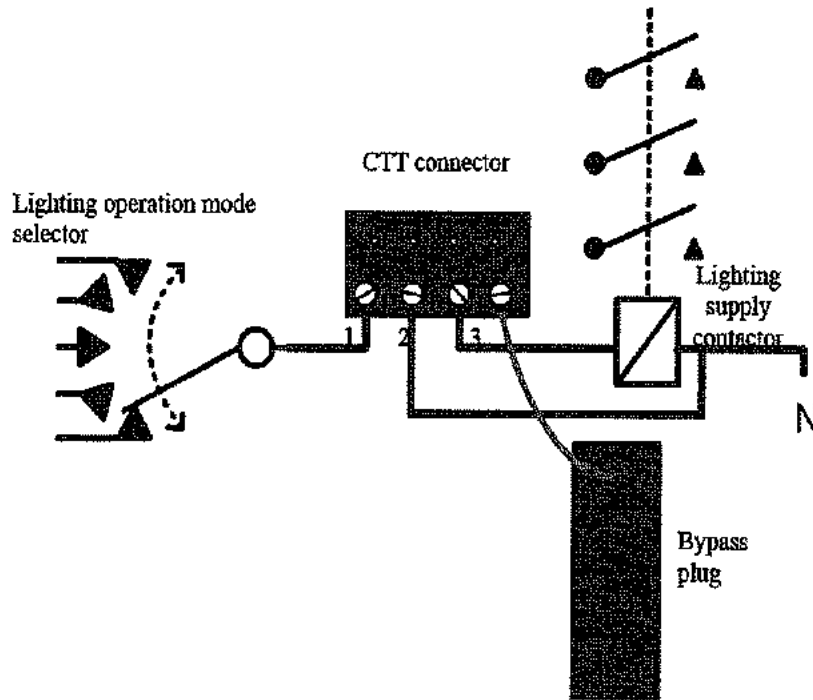 CTT connector
Lighting operation mode
selector
Lighting
supply
contactor
1
2
3
N
Bypass
plug